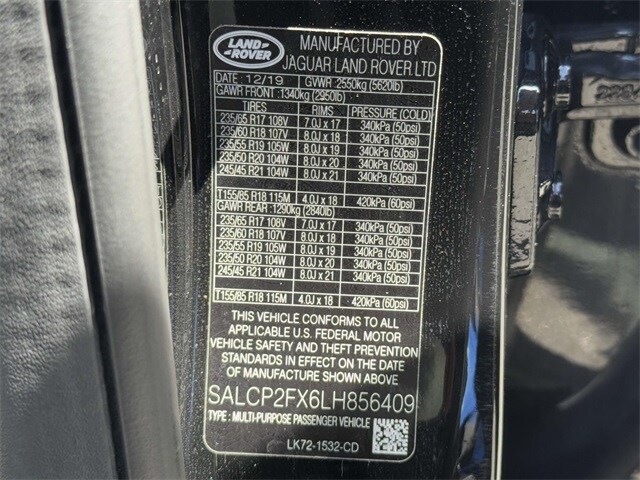 LAND ROVER
MANUFACTURED BY
JAGUAR LAND ROVER LTD
DATE 12/19 GVWR 2550kg (5620lb)
GAWR FRONT: 1340kg (2950lb)
TIRES RIMS PRESSURE (COLD)
235/65 R17 108V 7.0J x 17 340kPa (50psi)
235/60 R18 107V 8.0J x 18 340kPa (50psi)
235/55 R19 105W 8.0J x 19 340kPa (50psi)
235/50 R20 104W 8.0J x 20 340kPa (50psi)
245/45 R21 104W 8.0J x 21 340kPa (50psi)
T155/85 R18 115M 4.0J x 18 420kPa (60psi)
GAWR REAR: 1290kg (2840lb)
235/65 R17 108V 7.0J x 17 340kPa (50psi)
235/60 R18 107V 8.0J x 18 340kPa (50psi)
235/55 R19 105W 8.0J x 19 340kPa (50psi)
235/50 R20 104W 8.0J x 20 340kPa (50psi)
245/45 R21 104W 8.0J x 21 340kPa (50psi)
T155/85 R18 115M 4.0J x 18 420kPa (60psi)
THIS VEHICLE CONFORMS TO ALL
APPLICABLE U.S. FEDERAL MOTOR
VEHICLE SAFETY AND THEFT PREVENTION
STANDARDS IN EFFECT ON THE DATE
OF MANUFACTURE SHOWN ABOVE
SALCP2FX6LH856409
TYPE : MULTI-PURPOSE PASSENGER VEHICLE
LK72-1532-CD